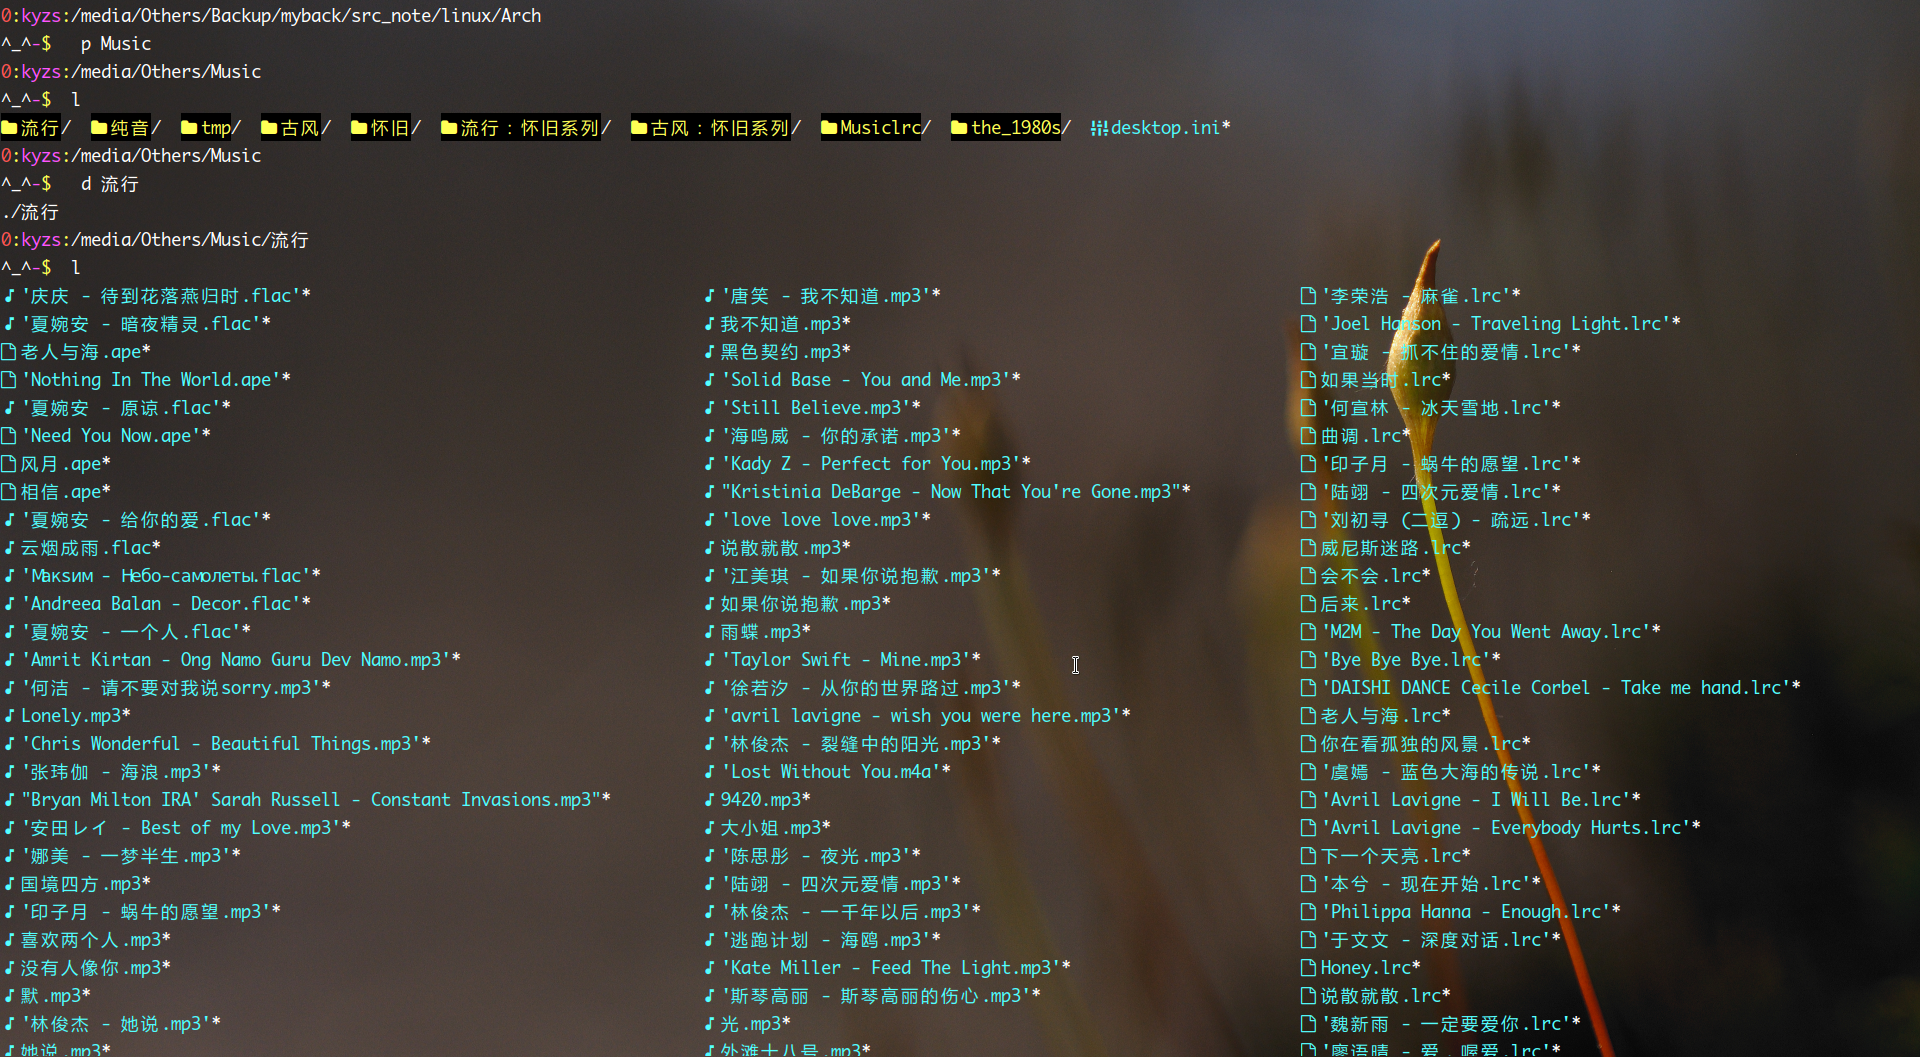 0:kyzs:/media/Others/Backup/myback/src_note/linux/Arch
^_^-$   p Music
0:kyzs:/media/Others/Music
^_^-$  l
流行/  纯音/  tmp/  古风/  怀旧/  流行：怀旧系列/  古风：怀旧系列/  Musiclrc/  the_1980s/  desktop.ini*
0:kyzs:/media/Others/Music
^_^-$   d 流行
./流行
0:kyzs:/media/Others/Music/流行
^_^-$  l
'庆庆 - 待到花落燕归时.flac'*  '唐笑 - 我不知道.mp3'*  '李荣浩 - 麻雀.lrc'*
'夏婉安 - 暗夜精灵.flac'*  我不知道.mp3*  'Joel Hanson - Traveling Light.lrc'*
老人与海.ape*  黑色契约.mp3*  '宣璇 - 抓不住的爱情.lrc'*
'Nothing In The World.ape'*  'Solid Base - You and Me.mp3'*  如果当时.lrc*
'夏婉安 - 原谅.flac'*  'Still Believe.mp3'*  '何宣林 - 冰天雪地.lrc'*
'Need You Now.ape'*  '海鸣威 - 你的承诺.mp3'*  曲调.lrc*
风月.ape*  'Kady Z - Perfect for You.mp3'*  '印子月 - 蜗牛的愿望.lrc'*
相信.ape*  "Kristinia DeBarge - Now That You're Gone.mp3"*  '陆翊 - 四次元爱情.lrc'*
'夏婉安 - 给你的爱.flac'*  'love love love.mp3'*  '刘初寻 (二逗) - 疏远.lrc'*
云烟成雨.flac*  说散就散.mp3*  威尼斯迷路.lrc*
'Макsим - Небо-самолеты.flac'*  '江美琪 - 如果你说抱歉.mp3'*  会不会.lrc*
'Andreea Balan - Decor.flac'*  如果你说抱歉.mp3*  后来.lrc*
'夏婉安 - 一个人.flac'*  雨蝶.mp3*  'M2M - The Day You Went Away.lrc'*
'Amrit Kirtan - Ong Namo Guru Dev Namo.mp3'*  'Taylor Swift - Mine.mp3'*  'Bye Bye Bye.lrc'*
'何洁 - 请不要对我说sorry.mp3'*  '徐若汐 - 从你的世界路过.mp3'*  'DAISHI DANCE Cecile Corbel - Take me hand.lrc'*
Lonely.mp3*  'avril lavigne - wish you were here.mp3'*  老人与海.lrc*
'Chris Wonderful - Beautiful Things.mp3'*  '林俊杰 - 裂缝中的阳光.mp3'*  你在看孤独的风景.lrc*
'张玮伽 - 海浪.mp3'*  'Lost Without You.m4a'*  '虞嫣 - 蓝色大海的传说.lrc'*
"Bryan Milton IRA' Sarah Russell - Constant Invasions.mp3"*  9420.mp3*  'Avril Lavigne - I Will Be.lrc'*
'安田レイ - Best of my Love.mp3'*  大小姐.mp3*  'Avril Lavigne - Everybody Hurts.lrc'*
'娜美 - 一梦半生.mp3'*  '陈思彤 - 夜光.mp3'*  下一个天亮.lrc*
国境四方.mp3*  '陆翊 - 四次元爱情.mp3'*  '本兮 - 现在开始.lrc'*
'印子月 - 蜗牛的愿望.mp3'*  '林俊杰 - 一千年以后.mp3'*  'Philippa Hanna - Enough.lrc'*
喜欢两个人.mp3*  '逃跑计划 - 海鸥.mp3'*  '于文文 - 深度对话.lrc'*
没有人像你.mp3*  'Kate Miller - Feed The Light.mp3'*  Honey.lrc*
默.mp3*  '斯琴高丽 - 斯琴高丽的伤心.mp3'*  说散就散.lrc*
'林俊杰 - 她说.mp3'*  光.mp3*  '魏新雨 - 一定要爱你.lrc'*
她说.mp3*  外滩十八号.mp3*  '廖语晴 - 爱，喔爱.lrc'*